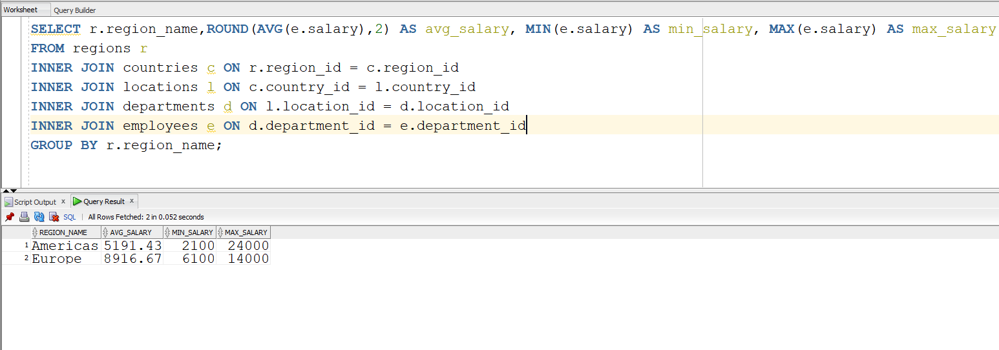 Worksheet Query Builder
SELECT r.region_name,ROUND(AVG(e.salary),2) AS avg_salary, MIN(e.salary) AS min_salary, MAX(e.salary) AS max_salary
FROM regions r
INNER JOIN countries c ON r.region_id = c.region_id
INNER JOIN locations l ON c.country_id = l.country_id
INNER JOIN departments d ON l.location_id = d.location_id
INNER JOIN employees e ON d.department_id = e.department_id
GROUP BY r.region_name;
Script Output x Query Result x
SQL | All Rows Fetched: 2 in 0.052 seconds
REGION_NAME AVG_SALARY MIN_SALARY MAX_SALARY
1 Americas 5191.43 2100 24000
2 Europe 8916.67 6100 14000